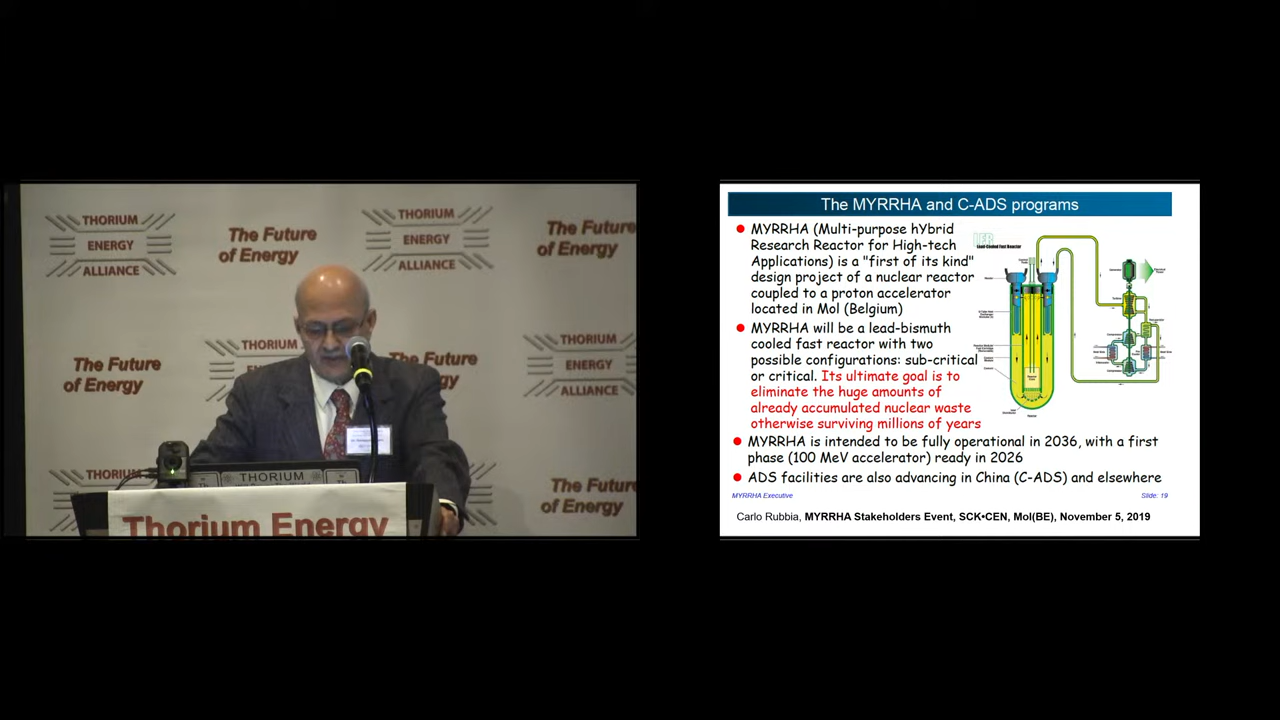 THORIUM
ENERGY
ALLIANCE
The Future
of Energy
THORIUM
ENERGY
ALLIANCE
The Future
of Energy
The Future
of Energy
THORIUM
The Future
of Energy
THORIUM
ENERGY
ALLIANCE
THORIUM
The Future
of Energy
THORIUM
Thorium Energy
The MYRRHA and C-ADS programs
MYRRHA (Multi-purpose hYbrid
Research Reactor for High-tech
Applications) is a "first of its kind"
design project of a nuclear reactor
coupled to a proton accelerator
located in Mol (Belgium)
MYRRHA will be a lead-bismuth
cooled fast reactor with two
possible configurations: sub-critical
or critical. Its ultimate goal is to
eliminate the huge amounts of
already accumulated nuclear waste
otherwise surviving millions of years
MYRRHA is intended to be fully operational in 2036, with a first
phase (100 MeV accelerator) ready in 2026
ADS facilities are also advancing in China (C-ADS) and elsewhere
MYRRHA Executive
Slide: 19
Carlo Rubbia, MYRRHA Stakeholders Event, SCK•CEN, Mol(BE), November 5, 2019